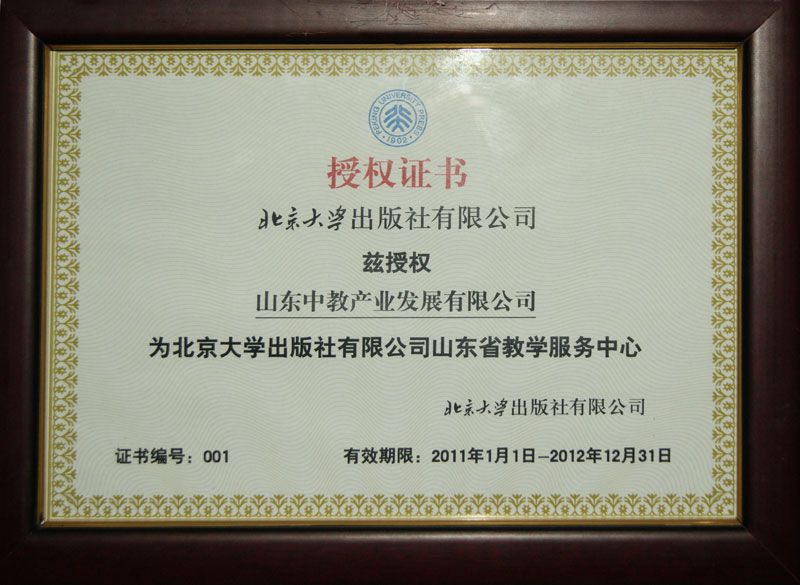 PEKING UNIVERSITY PRESS
·1902·
授权证书
北京大学出版社有限公司
兹授权
山东中教产业发展有限公司
为北京大学出版社有限公司山东省教学服务中心
北京大学出版社有限公司
证书编号：001 有效期限：2011年1月1日–2012年12月31日